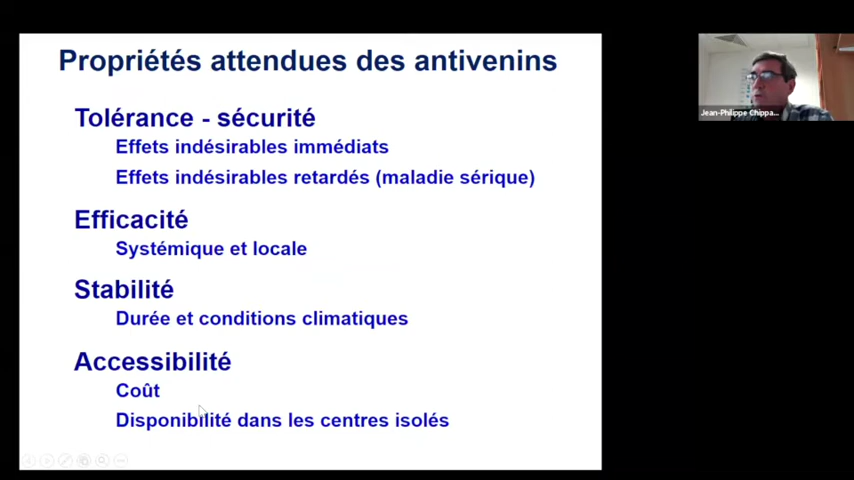 Propriétés attendues des antivenins
Tolérance - sécurité
Effets indésirables immédiats
Effets indésirables retardés (maladie sérique)
Efficacité
Systémique et locale
Stabilité
Durée et conditions climatiques
Accessibilité
Coût
Disponibilité dans les centres isolés
Jean-Philippe Chippa...